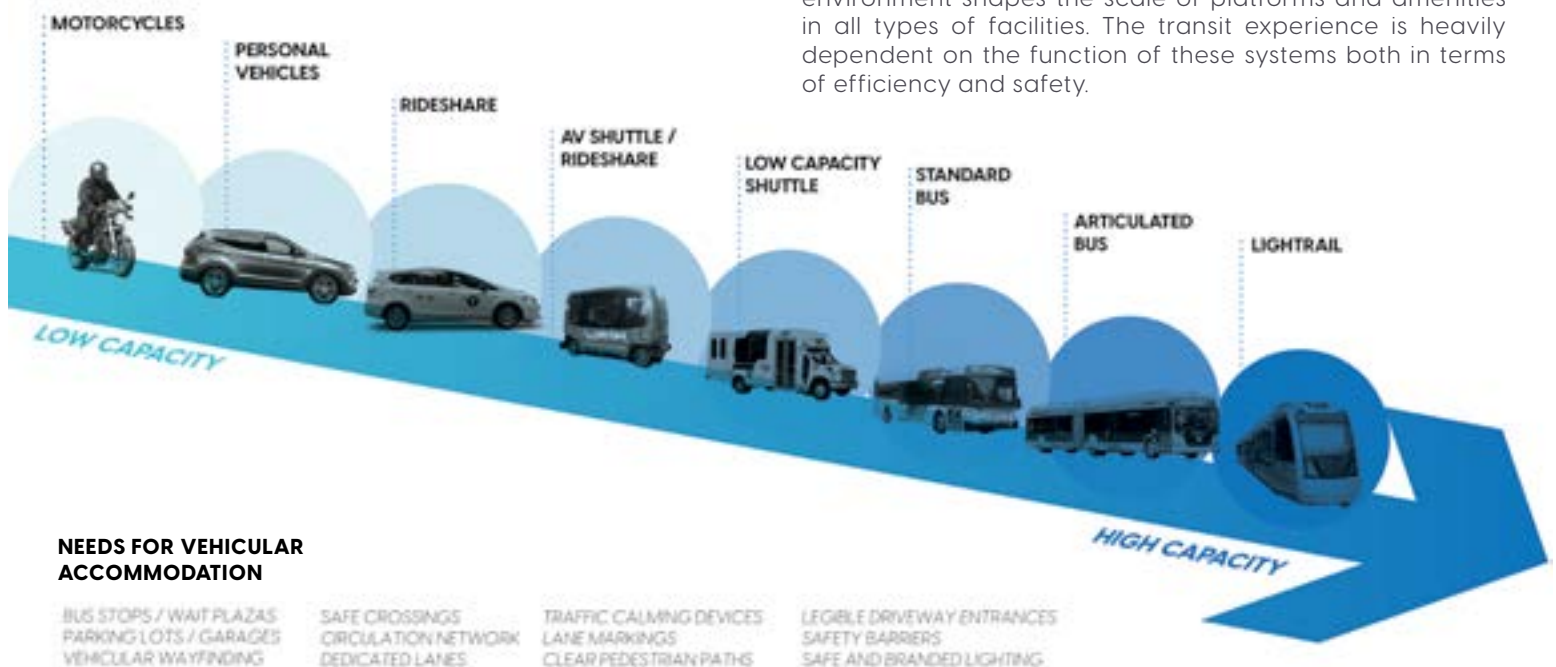 environment shapes the scale of platforms and amenities
in all types of facilities. The transit experience is heavily
dependent on the function of these systems both in terms
of efficiency and safety.
MOTORCYCLES
PERSONAL
VEHICLES
RIDESHARE
AV SHUTTLE /
RIDESHARE
LOW CAPACITY
SHUTTLE
STANDARD
BUS
ARTICULATED
BUS
LIGHTRAIL
LOW CAPACITY
HIGH CAPACITY
NEEDS FOR VEHICULAR
ACCOMMODATION
BUS STOPS / WAIT PLAZAS
PARKING LOTS / GARAGES
VEHICULAR WAYFINDING
SAFE CROSSINGS
CIRCULATION NETWORK
DEDICATED LANES
TRAFFIC CALMING DEVICES
LANE MARKINGS
CLEAR PEDESTRIAN PATHS
LEGIBLE DRIVEWAY ENTRANCES
SAFETY BARRIERS
SAFE AND BRANDED LIGHTING